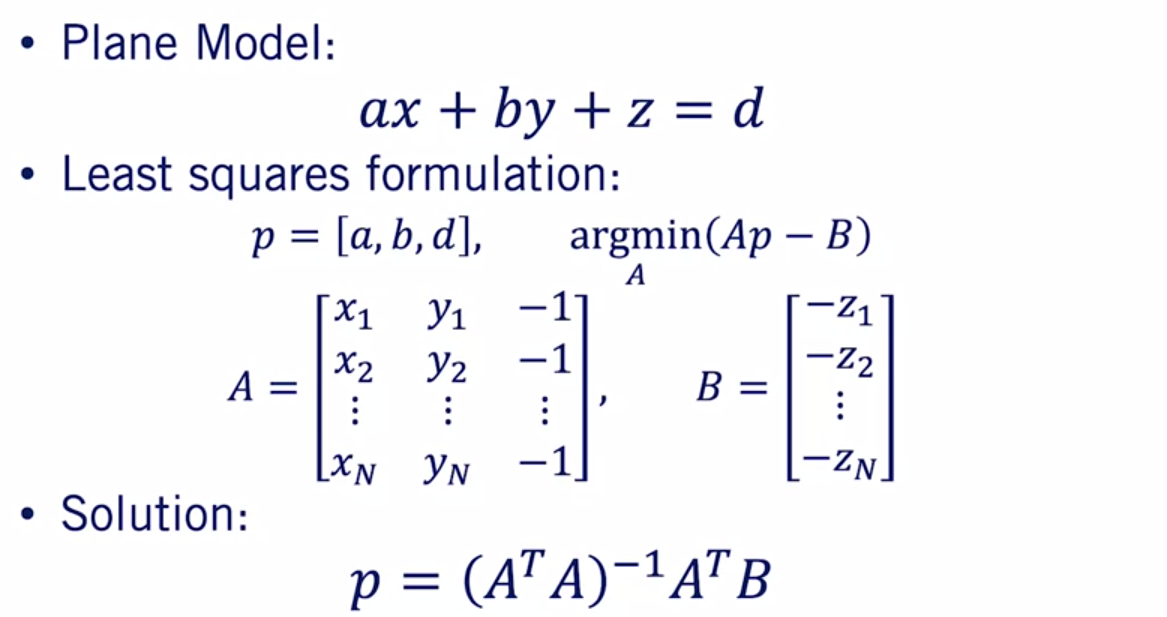 • Plane Model:
ax + by + z = d
• Least squares formulation:
p = [a, b, d], argmin(Ap − B)
A
A = [x₁ y₁ −1; x₂ y₂ −1; ⋮ ⋮ ⋮; x_N y_N −1], B = [−z₁; −z₂; ⋮; −z_N]
• Solution:
p = (AᵀA)⁻¹AᵀB